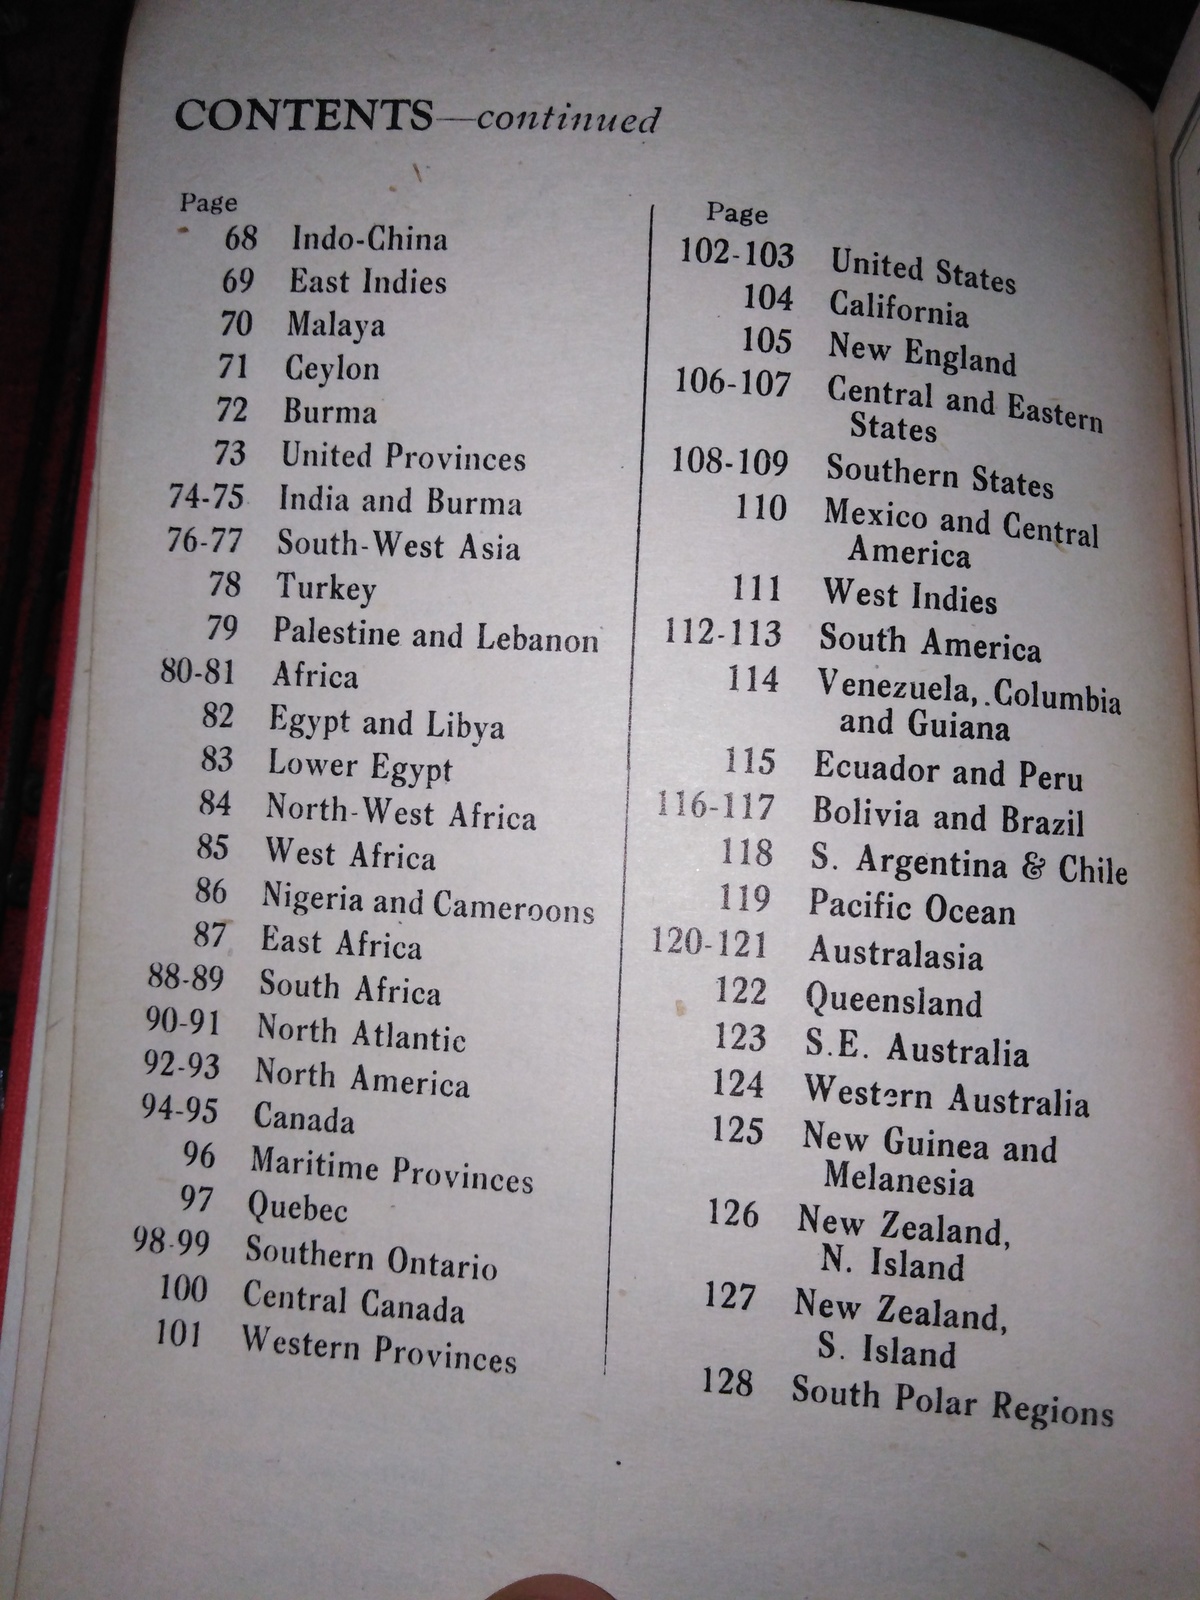 CONTENTS—continued
Page
68 Indo-China
69 East Indies
70 Malaya
71 Ceylon
72 Burma
73 United Provinces
74-75 India and Burma
76-77 South-West Asia
78 Turkey
79 Palestine and Lebanon
80-81 Africa
82 Egypt and Libya
83 Lower Egypt
84 North-West Africa
85 West Africa
86 Nigeria and Cameroons
87 East Africa
88-89 South Africa
90-91 North Atlantic
92-93 North America
94-95 Canada
96 Maritime Provinces
97 Quebec
98-99 Southern Ontario
100 Central Canada
101 Western Provinces
Page
102-103 United States
104 California
105 New England
106-107 Central and Eastern
States
108-109 Southern States
110 Mexico and Central
America
111 West Indies
112-113 South America
114 Venezuela, Columbia
and Guiana
115 Ecuador and Peru
116-117 Bolivia and Brazil
118 S. Argentina & Chile
119 Pacific Ocean
120-121 Australasia
122 Queensland
123 S.E. Australia
124 Western Australia
125 New Guinea and
Melanesia
126 New Zealand,
N. Island
127 New Zealand,
S. Island
128 South Polar Regions